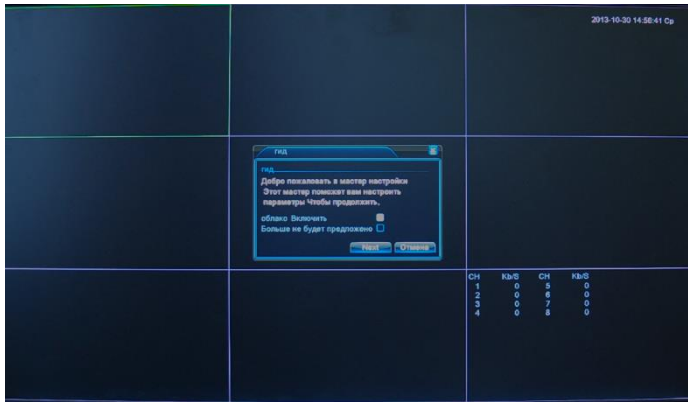 2013-10-30 14:56:41 Ср
гид
гид
Добро пожаловать в мастер настройки
Этот мастер поможет вам настроить
параметры Чтобы продолжить.
облако Включить
Больше не будет предложено
Next Отмена
CH Kb/S CH Kb/S
1 0 5 0
2 0 6 0
3 0 7 0
4 0 8 0